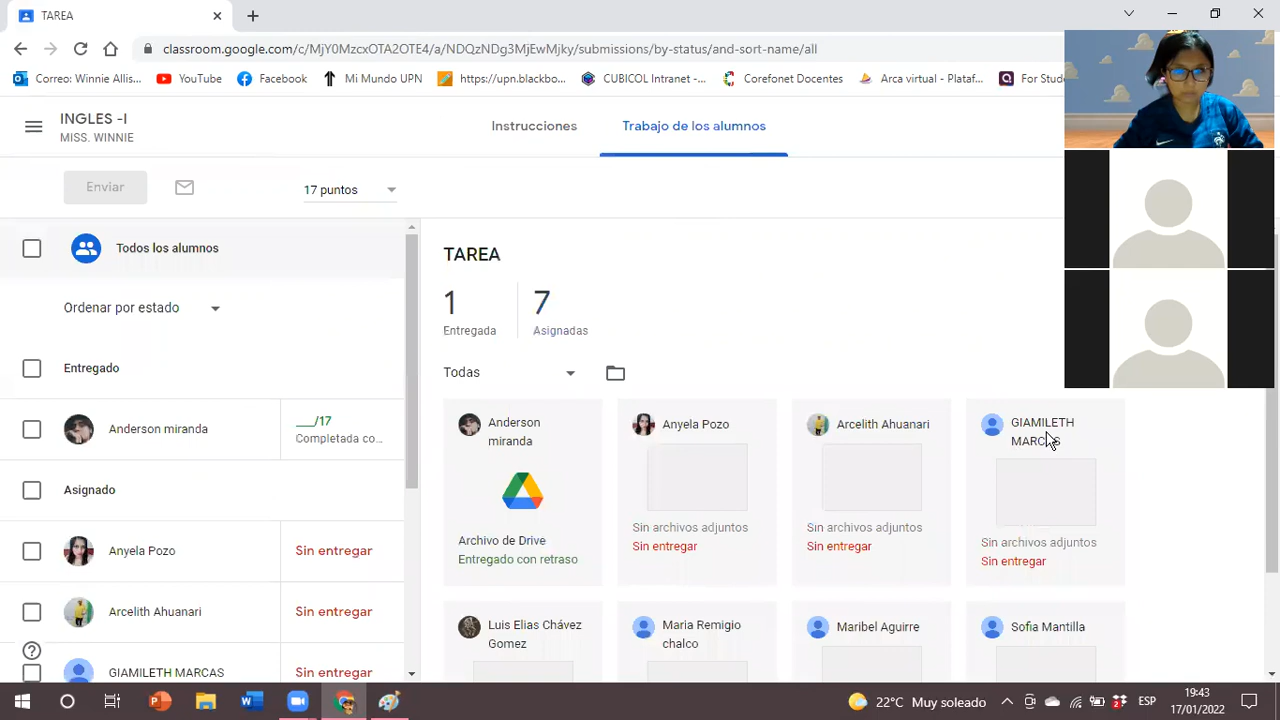 TAREA
classroom.google.com/c/MjY0MzcxOTA2OTE4/a/NDQzNDg3MjEwMjky/submissions/by-status/and-sort-name/all
Correo: Winnie Allis... YouTube Facebook Mi Mundo UPN https://upn.blackbo... CUBICOL Intranet -... Corefonet Docentes Arca virtual - Plataf... For Stud
INGLES -I
MISS. WINNIE
Instrucciones
Trabajo de los alumnos
Enviar
17 puntos
Todos los alumnos
Ordenar por estado
Entregado
Anderson miranda
___/17
Completada co...
Asignado
Anyela Pozo
Sin entregar
Arcelith Ahuanari
Sin entregar
GIAMILETH MARCAS
Sin entregar
TAREA
1
Entregada
7
Asignadas
Todas
Anderson
miranda
Archivo de Drive
Entregado con retraso
Anyela Pozo
Sin archivos adjuntos
Sin entregar
Arcelith Ahuanari
Sin archivos adjuntos
Sin entregar
GIAMILETH
MARCAS
Sin archivos adjuntos
Sin entregar
Luis Elias Chávez
Gomez
Maria Remigio
chalco
Maribel Aguirre
Sofia Mantilla
22°C Muy soleado
ESP
19:43
17/01/2022